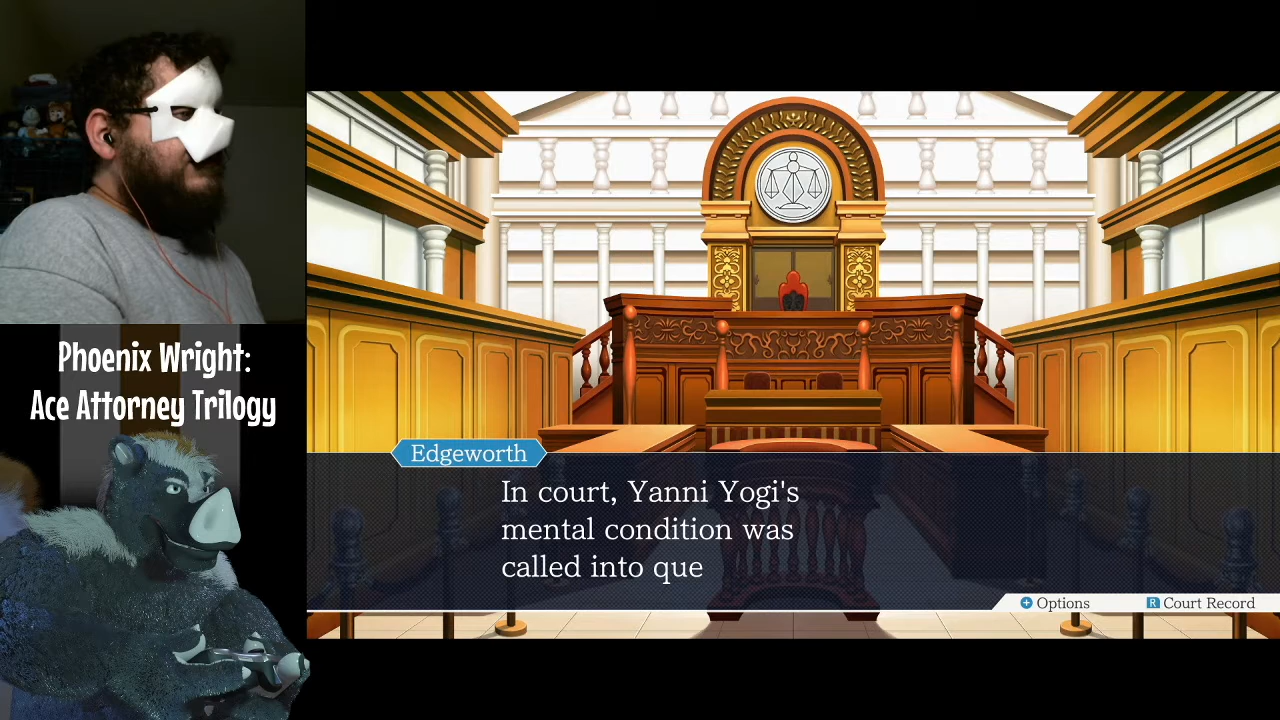 Phoenix Wright:
Ace Attorney Trilogy
Edgeworth
In court, Yanni Yogi's
mental condition was
called into que
+ Options
R Court Record